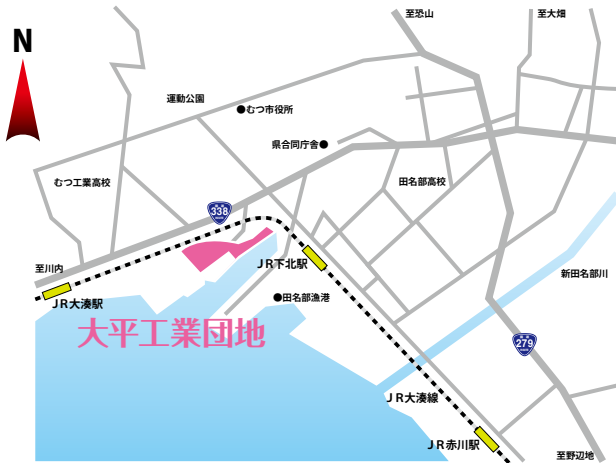 至恐山
至大畑
N
運動公園
むつ市役所
県合同庁舎
むつ工業高校
田名部高校
338
JR下北駅
至川内
新田名部川
JR大湊駅
田名部漁港
大平工業団地
279
JR大湊線
JR赤川駅
至野辺地